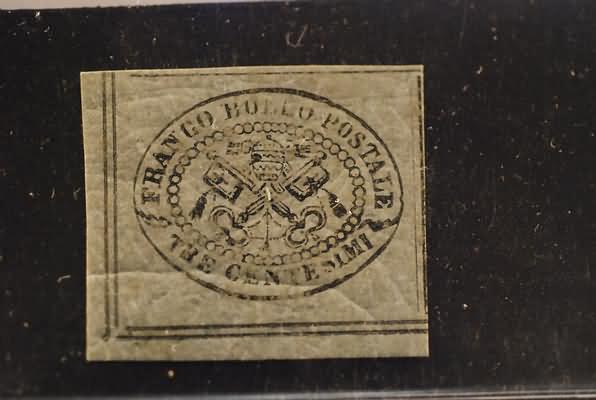 FRANCO BOLLO POSTALE
TRE CENTESIMI